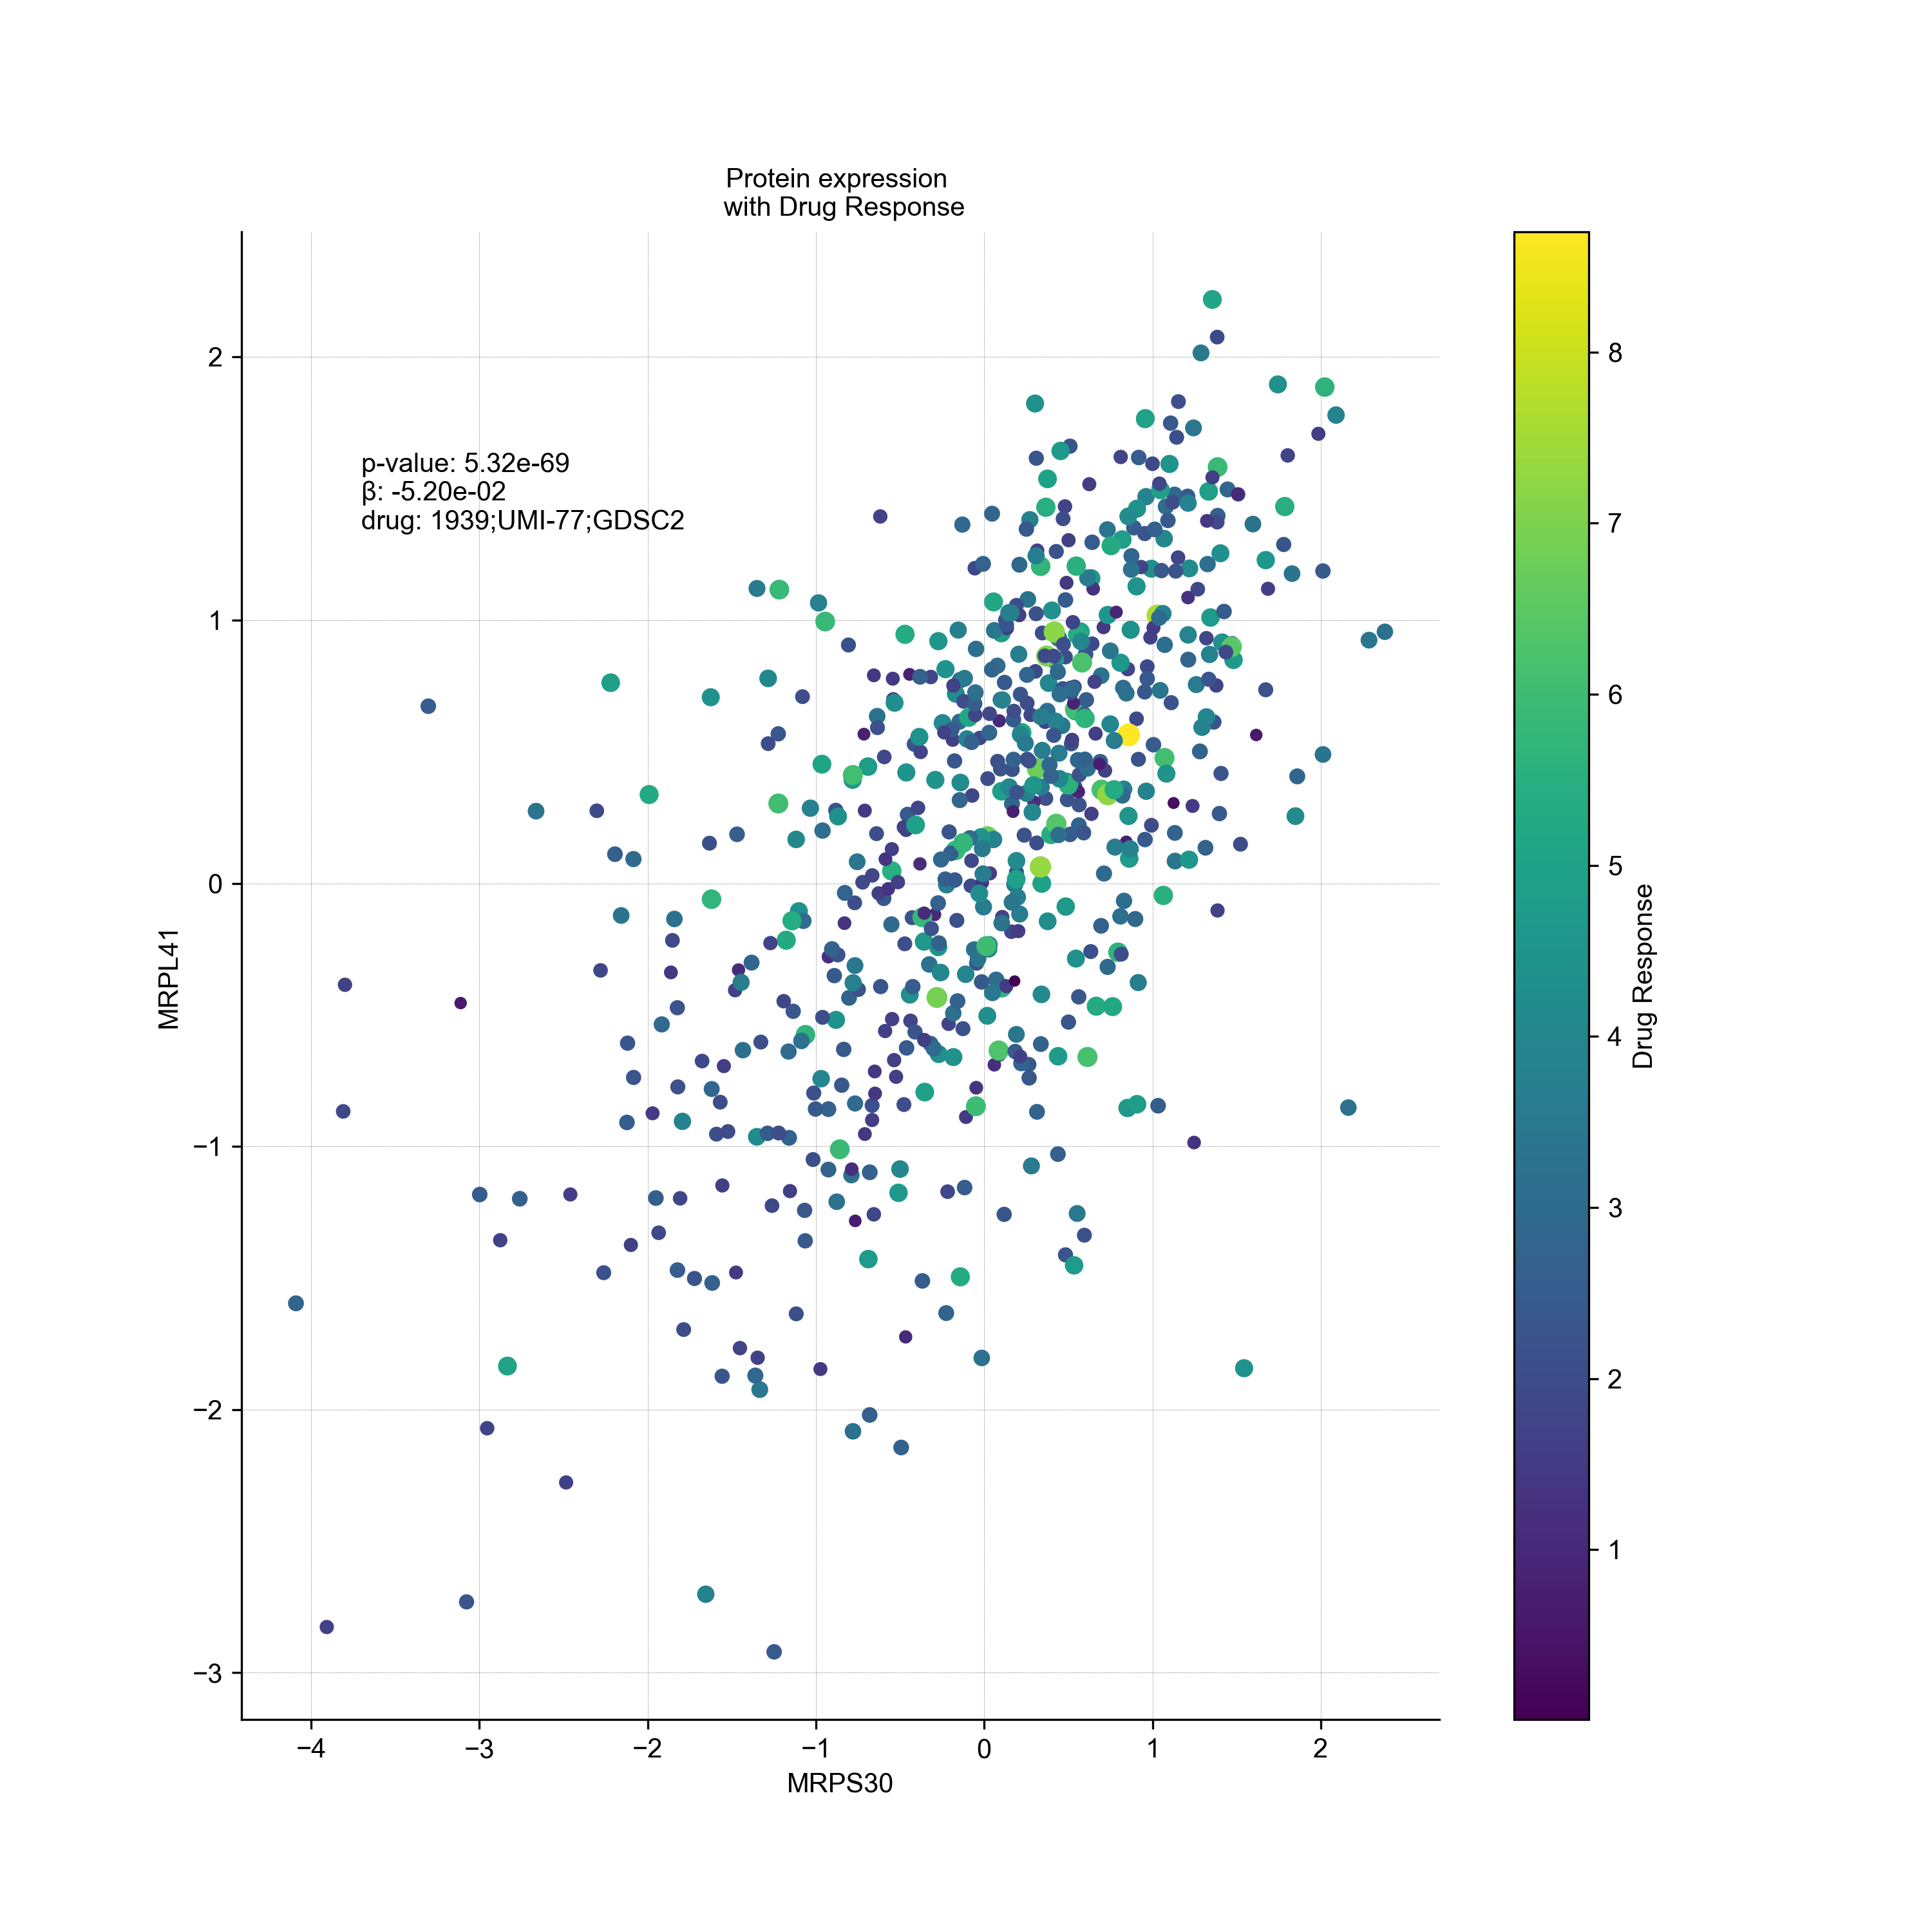 Protein expression
with Drug Response
p-value: 5.32e-69
β: -5.20e-02
drug: 1939;UMI-77;GDSC2
MRPL41
2
1
0
−1
−2
−3
−4
−3
−2
−1
0
1
2
MRPS30
8
7
6
5
4
3
2
1
Drug Response